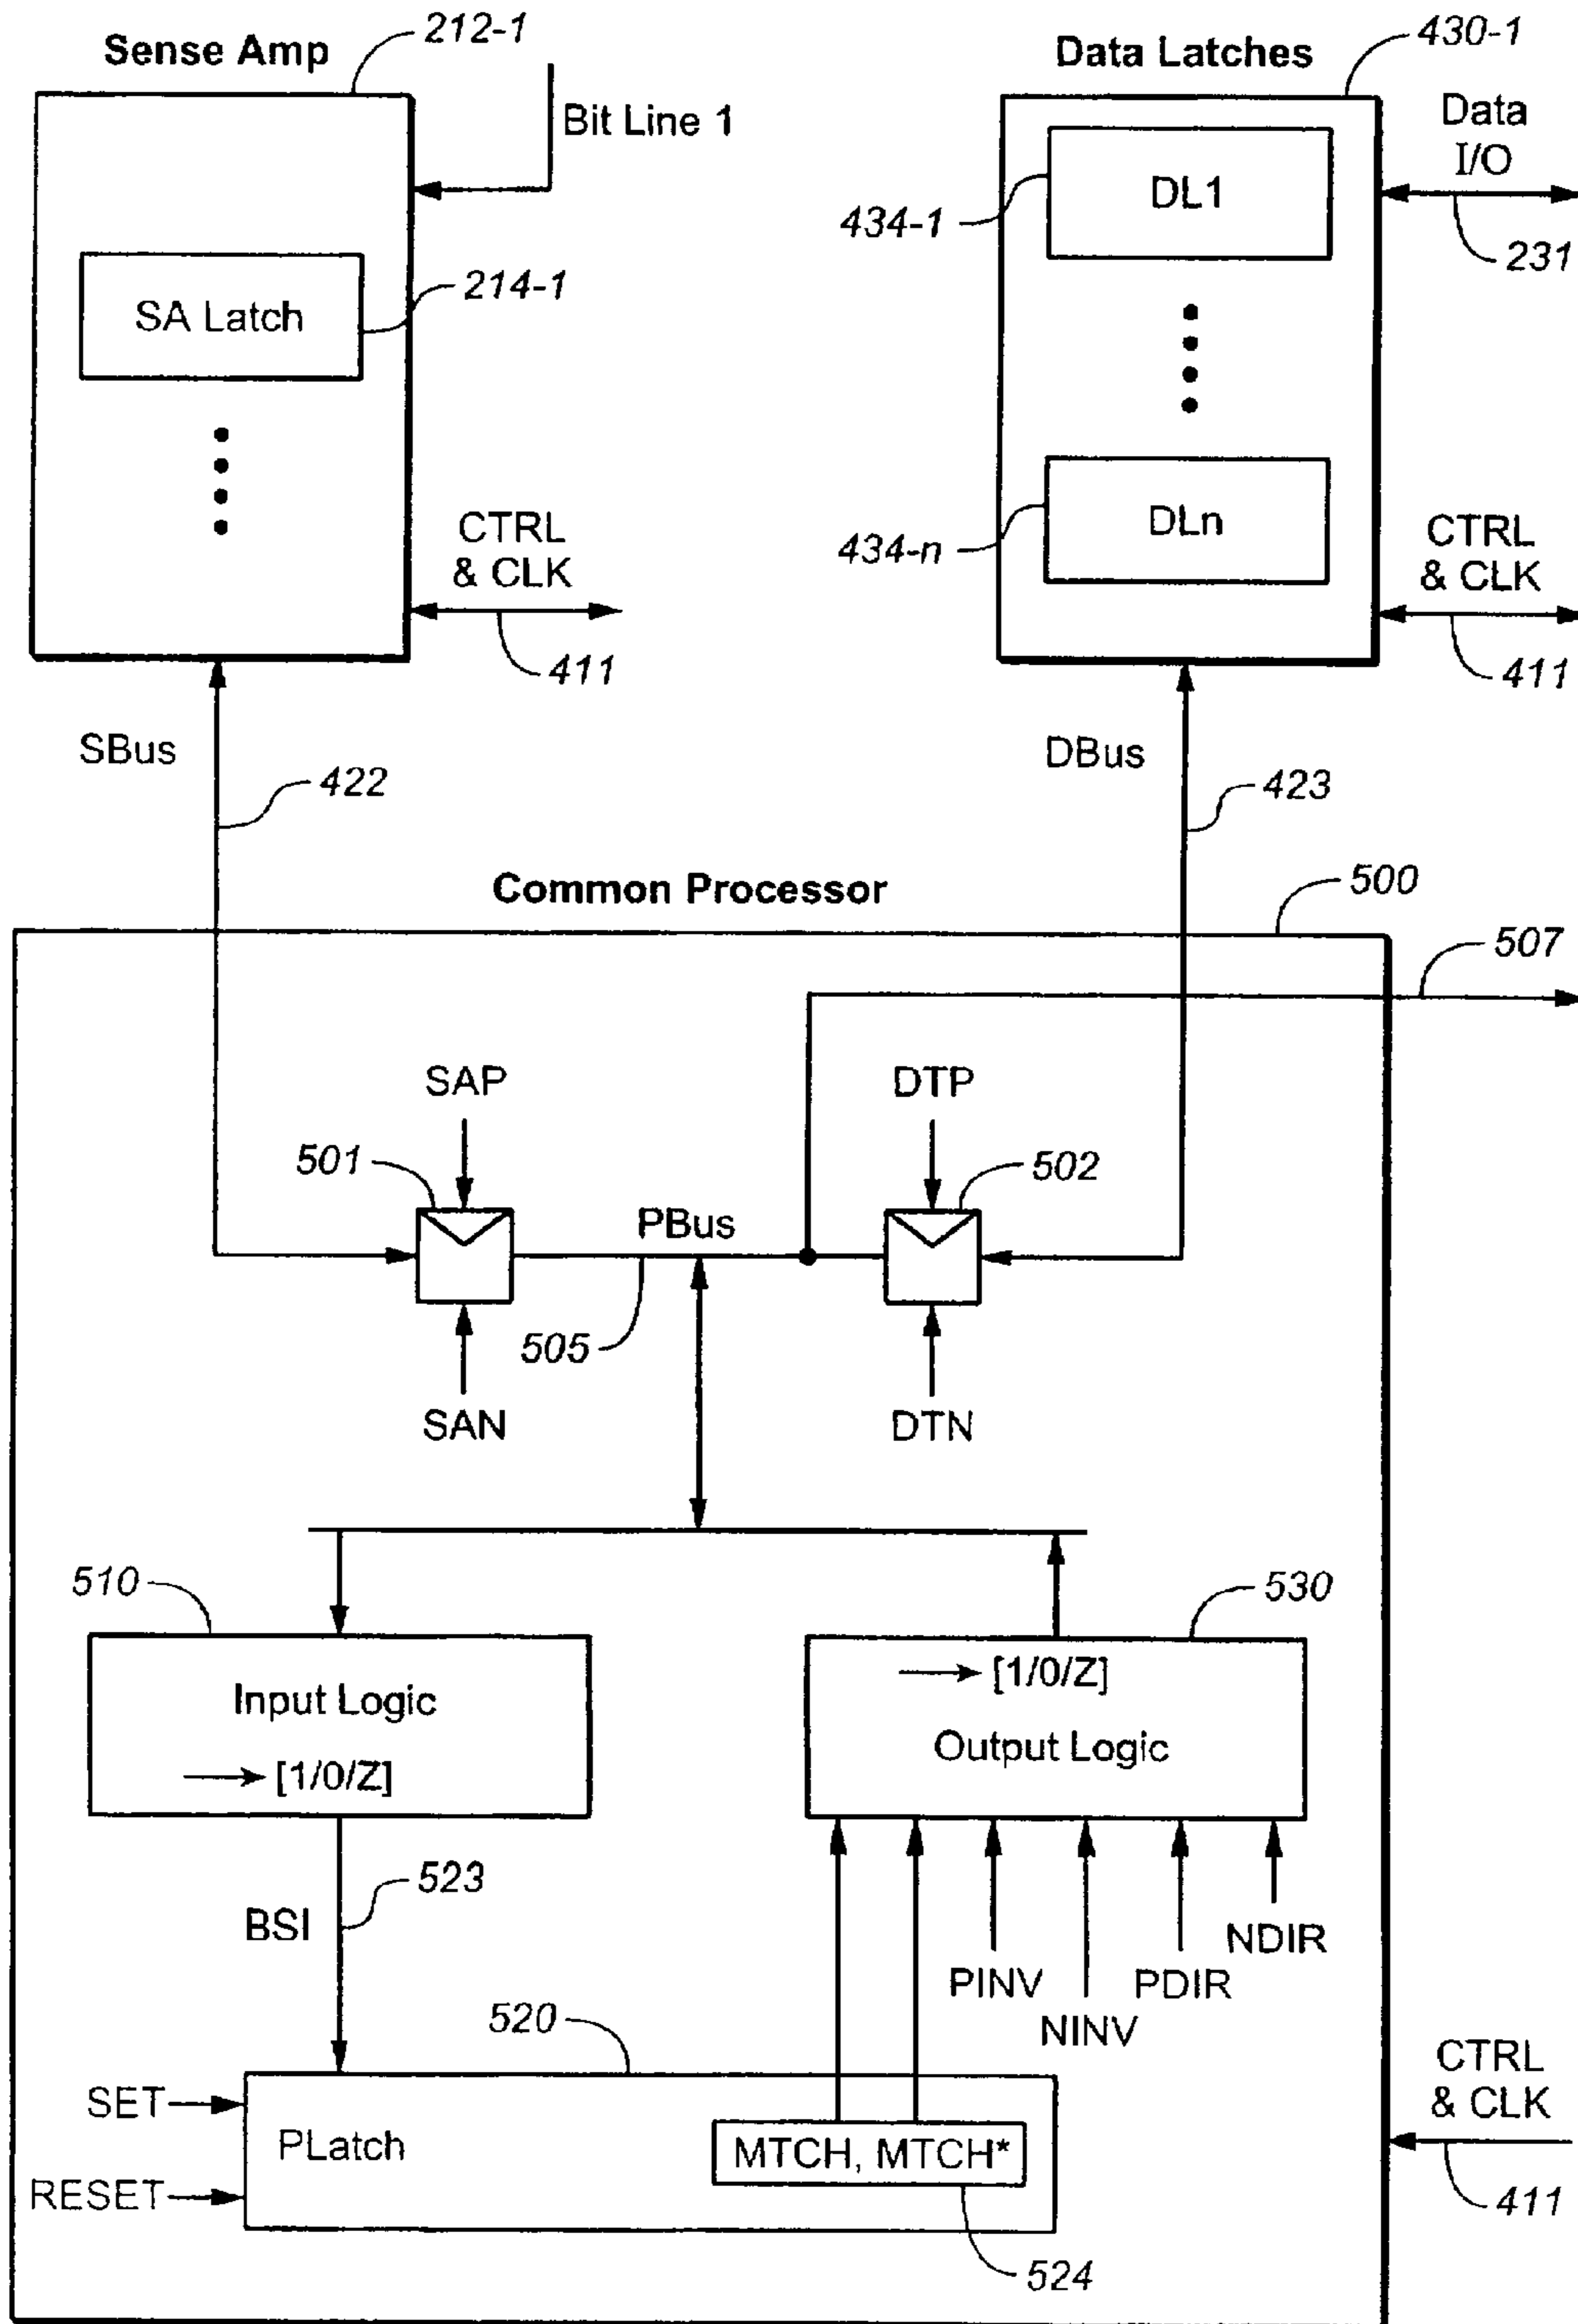 212-1
430-1
Sense Amp
Data Latches
Bit Line 1
Data
I/O
DL1
434-1
231
214-1
SA Latch
CTRL
& CLK
DLn
434-n
CTRL
& CLK
411
411
SBus
DBus
422
423
Common Processor
500
507
SAP
DTP
501
502
PBus
505
SAN
DTN
510
530
Input Logic
[1/0/Z]
[1/0/Z]
Output Logic
523
BSI
NDIR
PINV
PDIR
NINV
520
CTRL
& CLK
SET
PLatch
MTCH, MTCH*
RESET
411
524